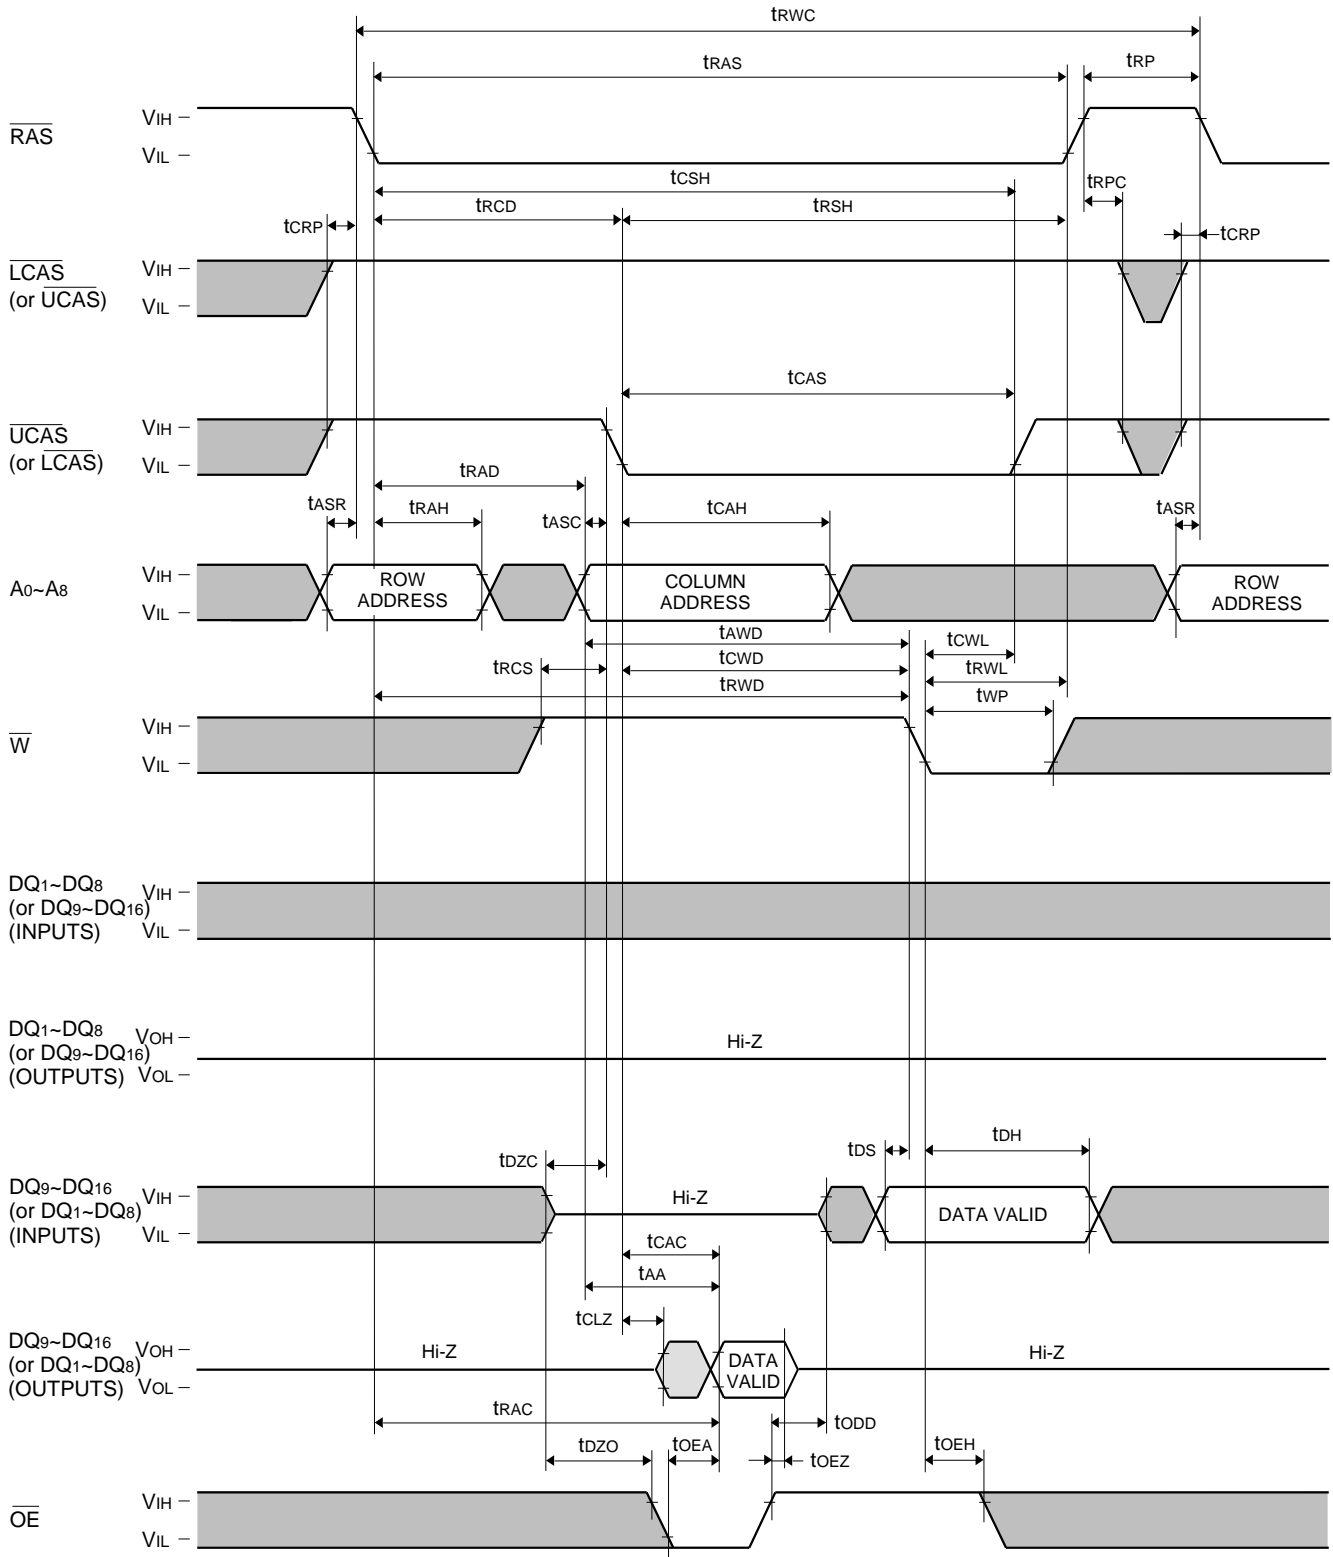 tRWC
tRAS
tRP
RAS
VIH
VIL
tCSH
tRCD
tRSH
tRPC
tCRP
tCRP
LCAS
(or UCAS)
VIH
VIL
tCAS
UCAS
(or LCAS)
VIH
VIL
tRAD
tASR
tRAH
tASC
tCAH
tASR
A0~A8
VIH
VIL
ROW
ADDRESS
COLUMN
ADDRESS
ROW
ADDRESS
tAWD
tCWL
tRCS
tCWD
tRWL
tRWD
tWP
W
VIH
VIL
DQ1~DQ8
(or DQ9~DQ16)
(INPUTS)
VIH
VIL
DQ1~DQ8
(or DQ9~DQ16)
(OUTPUTS)
VOH
VOL
Hi-Z
tDZC
tDS
tDH
DQ9~DQ16
(or DQ1~DQ8)
(INPUTS)
VIH
VIL
Hi-Z
DATA VALID
tCAC
tAA
tCLZ
DQ9~DQ16
(or DQ1~DQ8)
(OUTPUTS)
VOH
VOL
Hi-Z
DATA
VALID
Hi-Z
tRAC
tODD
tDZO
tOEA
tOEZ
tOEH
OE
VIH
VIL